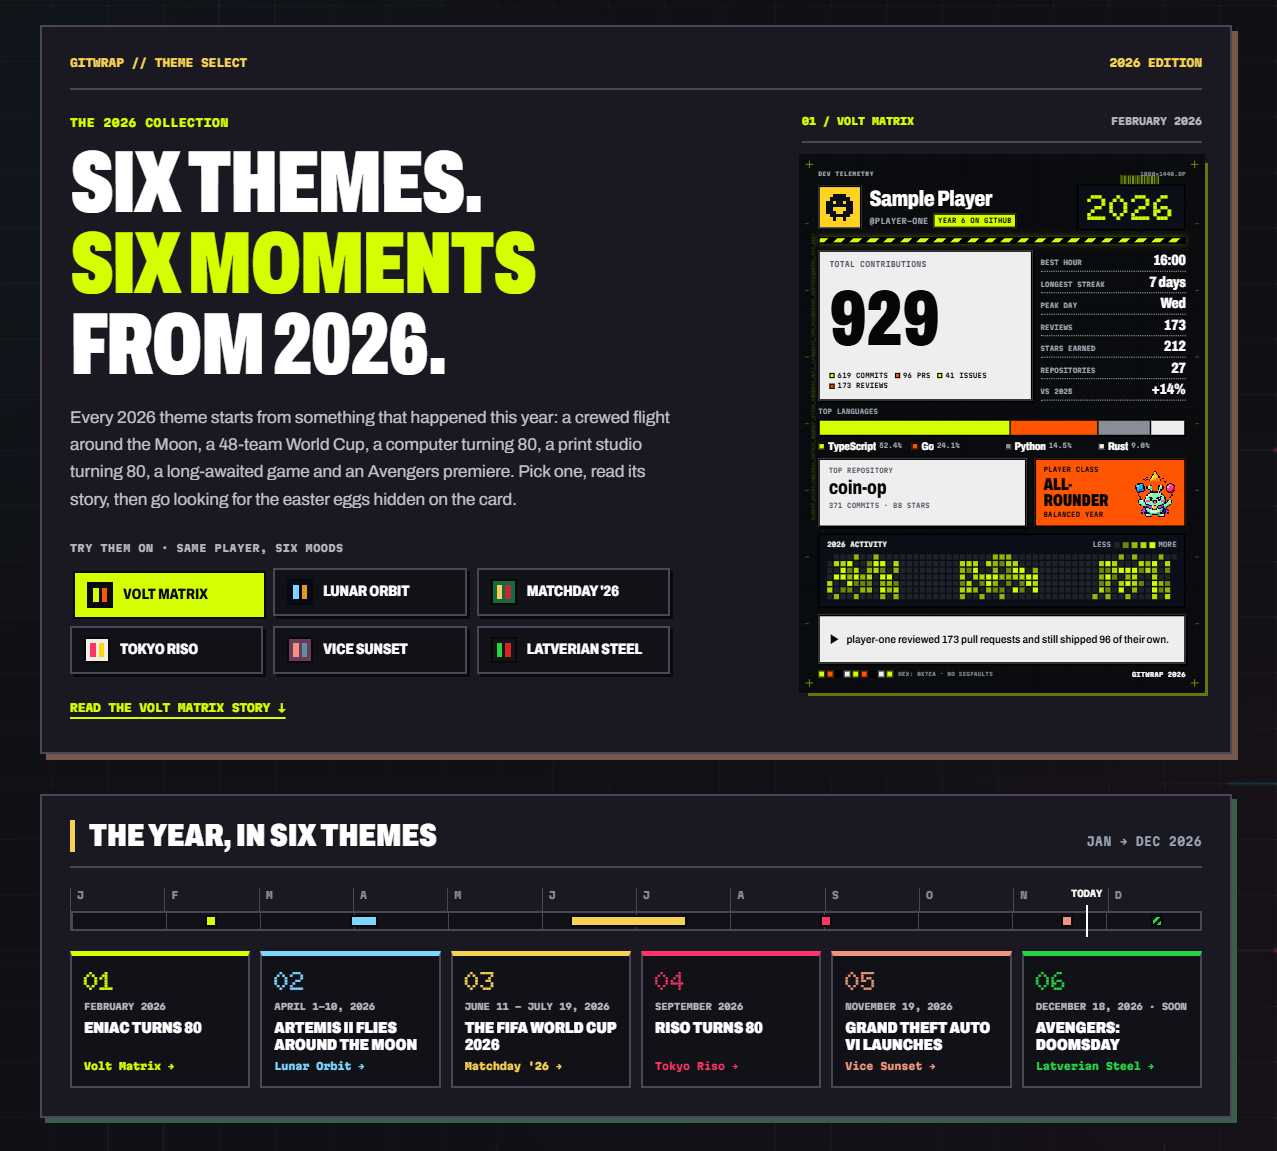 GITWRAP // THEME SELECT
2026 EDITION
THE 2026 COLLECTION
SIX THEMES.
SIX MOMENTS
FROM 2026.
Every 2026 theme starts from something that happened this year: a crewed flight
around the Moon, a 48-team World Cup, a computer turning 80, a print studio
turning 80, a long-awaited game and an Avengers premiere. Pick one, read its
story, then go looking for the easter eggs hidden on the card.
TRY THEM ON · SAME PLAYER, SIX MOODS
VOLT MATRIX
LUNAR ORBIT
MATCHDAY '26
TOKYO RISO
VICE SUNSET
LATVERIAN STEEL
READ THE VOLT MATRIX STORY ↓
01 / VOLT MATRIX
FEBRUARY 2026
DEV TELEMETRY
Sample Player
@PLAYER-ONE
YEAR 6 ON GITHUB
2026
TOTAL CONTRIBUTIONS
929
619 COMMITS 96 PRS 41 ISSUES
173 REVIEWS
BEST HOUR 16:00
LONGEST STREAK 7 days
PEAK DAY Wed
REVIEWS 173
STARS EARNED 212
REPOSITORIES 27
VS 2025 +14%
TOP LANGUAGES
TypeScript 52.4% Go 24.1% Python 14.5% Rust 9.0%
TOP REPOSITORY
coin-op
371 COMMITS · 88 STARS
PLAYER CLASS
ALL-
ROUNDER
BALANCED YEAR
2026 ACTIVITY
LESS MORE
▶ player-one reviewed 173 pull requests and still shipped 96 of their own.
HEX: 0X7EA · NO SEGFAULTS
GITWRAP 2026
THE YEAR, IN SIX THEMES
JAN → DEC 2026
J F M A M J J A S O N D
TODAY
01
FEBRUARY 2026
ENIAC TURNS 80
Volt Matrix →
02
APRIL 1–10, 2026
ARTEMIS II FLIES
AROUND THE MOON
Lunar Orbit →
03
JUNE 11 – JULY 19, 2026
THE FIFA WORLD CUP
2026
Matchday '26 →
04
SEPTEMBER 2026
RISO TURNS 80
Tokyo Riso →
05
NOVEMBER 19, 2026
GRAND THEFT AUTO
VI LAUNCHES
Vice Sunset →
06
DECEMBER 18, 2026 · SOON
AVENGERS:
DOOMSDAY
Latverian Steel →